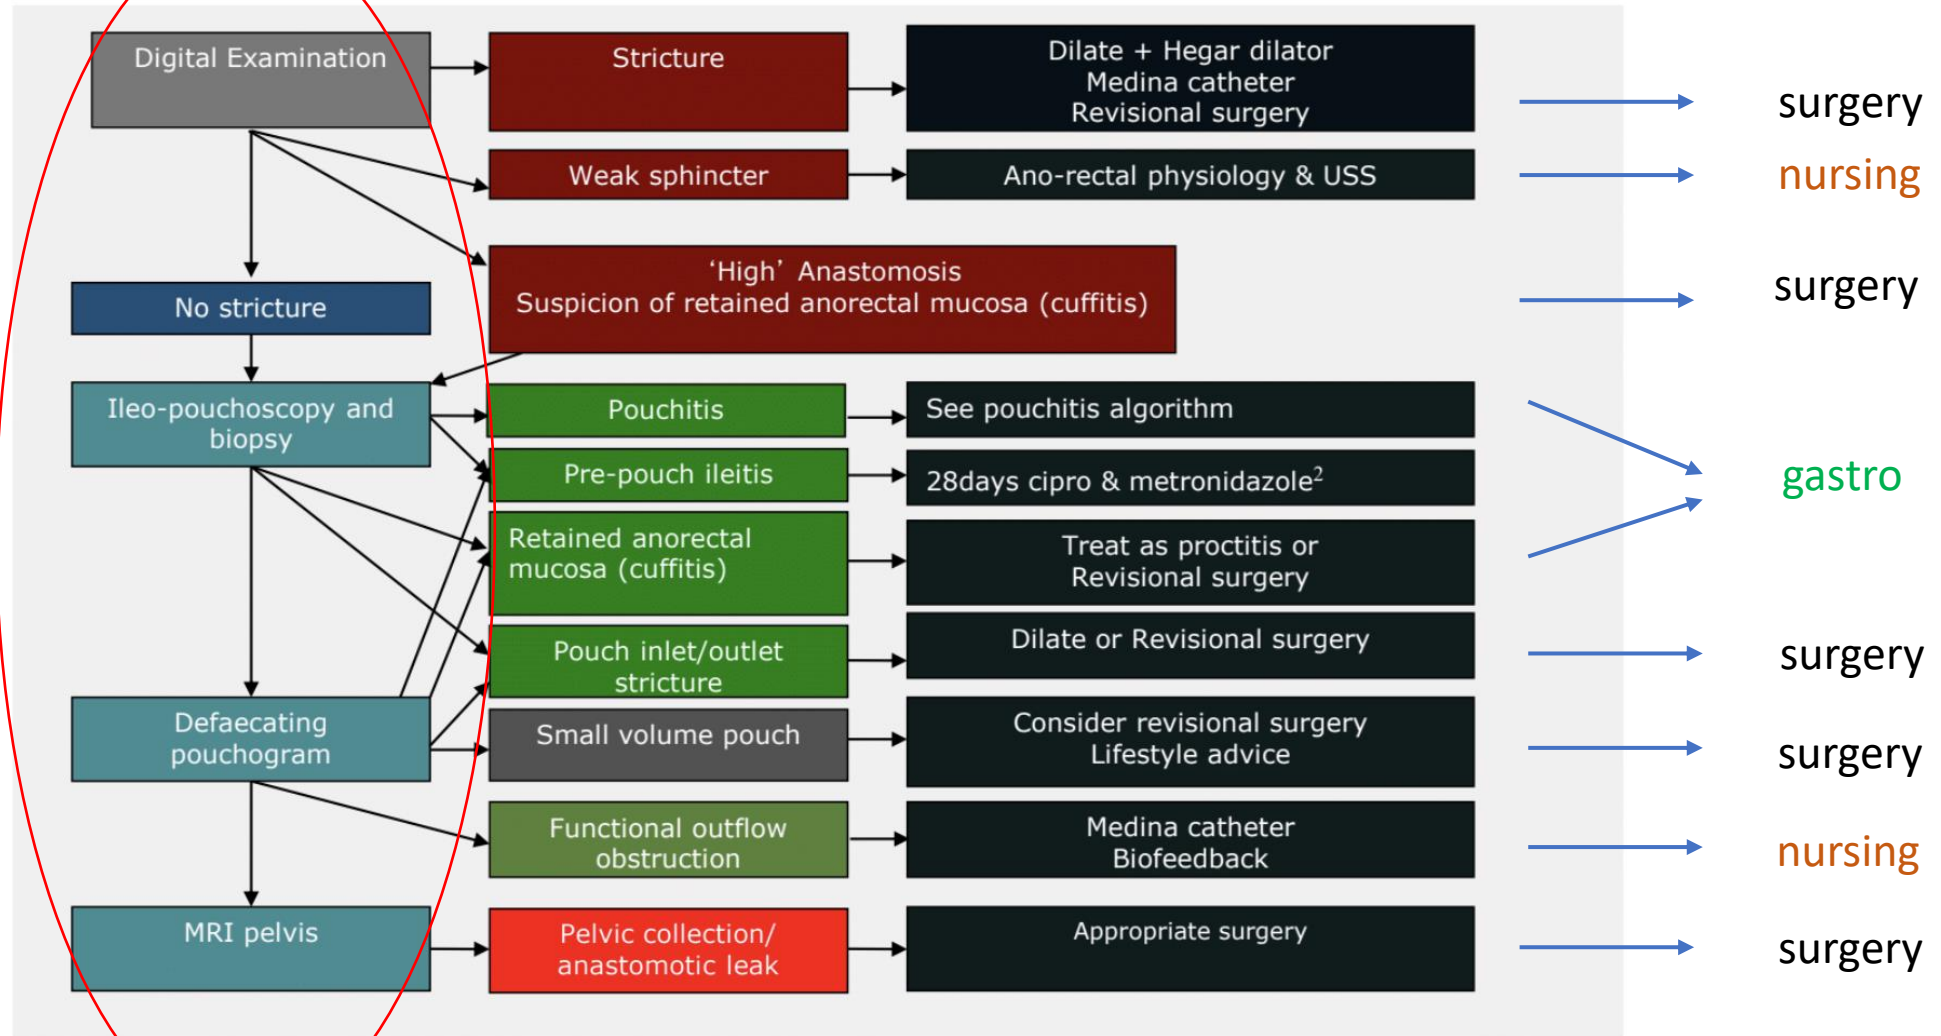 Digital Examination
Stricture
Dilate + Hegar dilator
Medina catheter
Revisional surgery
surgery
Weak sphincter
Ano-rectal physiology & USS
nursing
‘High’ Anastomosis
Suspicion of retained anorectal mucosa (cuffitis)
surgery
No stricture
Ileo-pouchoscopy and
biopsy
Pouchitis
See pouchitis algorithm
Pre-pouch ileitis
28days cipro & metronidazole²
gastro
Retained anorectal
mucosa (cuffitis)
Treat as proctitis or
Revisional surgery
Pouch inlet/outlet
stricture
Dilate or Revisional surgery
surgery
Defaecating
pouchogram
Small volume pouch
Consider revisional surgery
Lifestyle advice
surgery
Functional outflow
obstruction
Medina catheter
Biofeedback
nursing
MRI pelvis
Pelvic collection/
anastomotic leak
Appropriate surgery
surgery